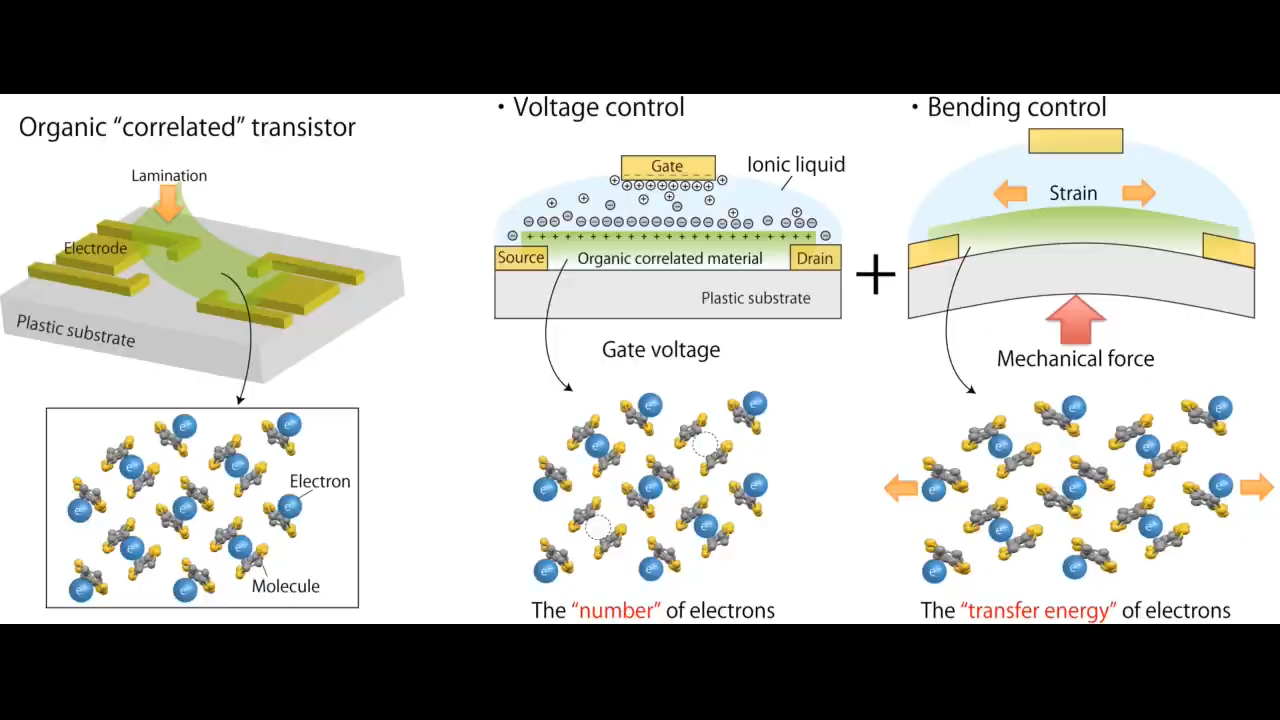 Organic “correlated” transistor
Lamination
Electrode
Plastic substrate
e⁻
e⁻
e⁻
e⁻
e⁻
e⁻
e⁻
e⁻
e⁻
e⁻
e⁻
Electron
Molecule
・Voltage control
Gate
Ionic liquid
Source
Organic correlated material
Drain
Plastic substrate
Gate voltage
e⁻
e⁻
e⁻
e⁻
e⁻
e⁻
e⁻
e⁻
e⁻
The “number” of electrons
+
・Bending control
Strain
Mechanical force
e⁻
e⁻
e⁻
e⁻
e⁻
e⁻
e⁻
e⁻
e⁻
e⁻
e⁻
The “transfer energy” of electrons